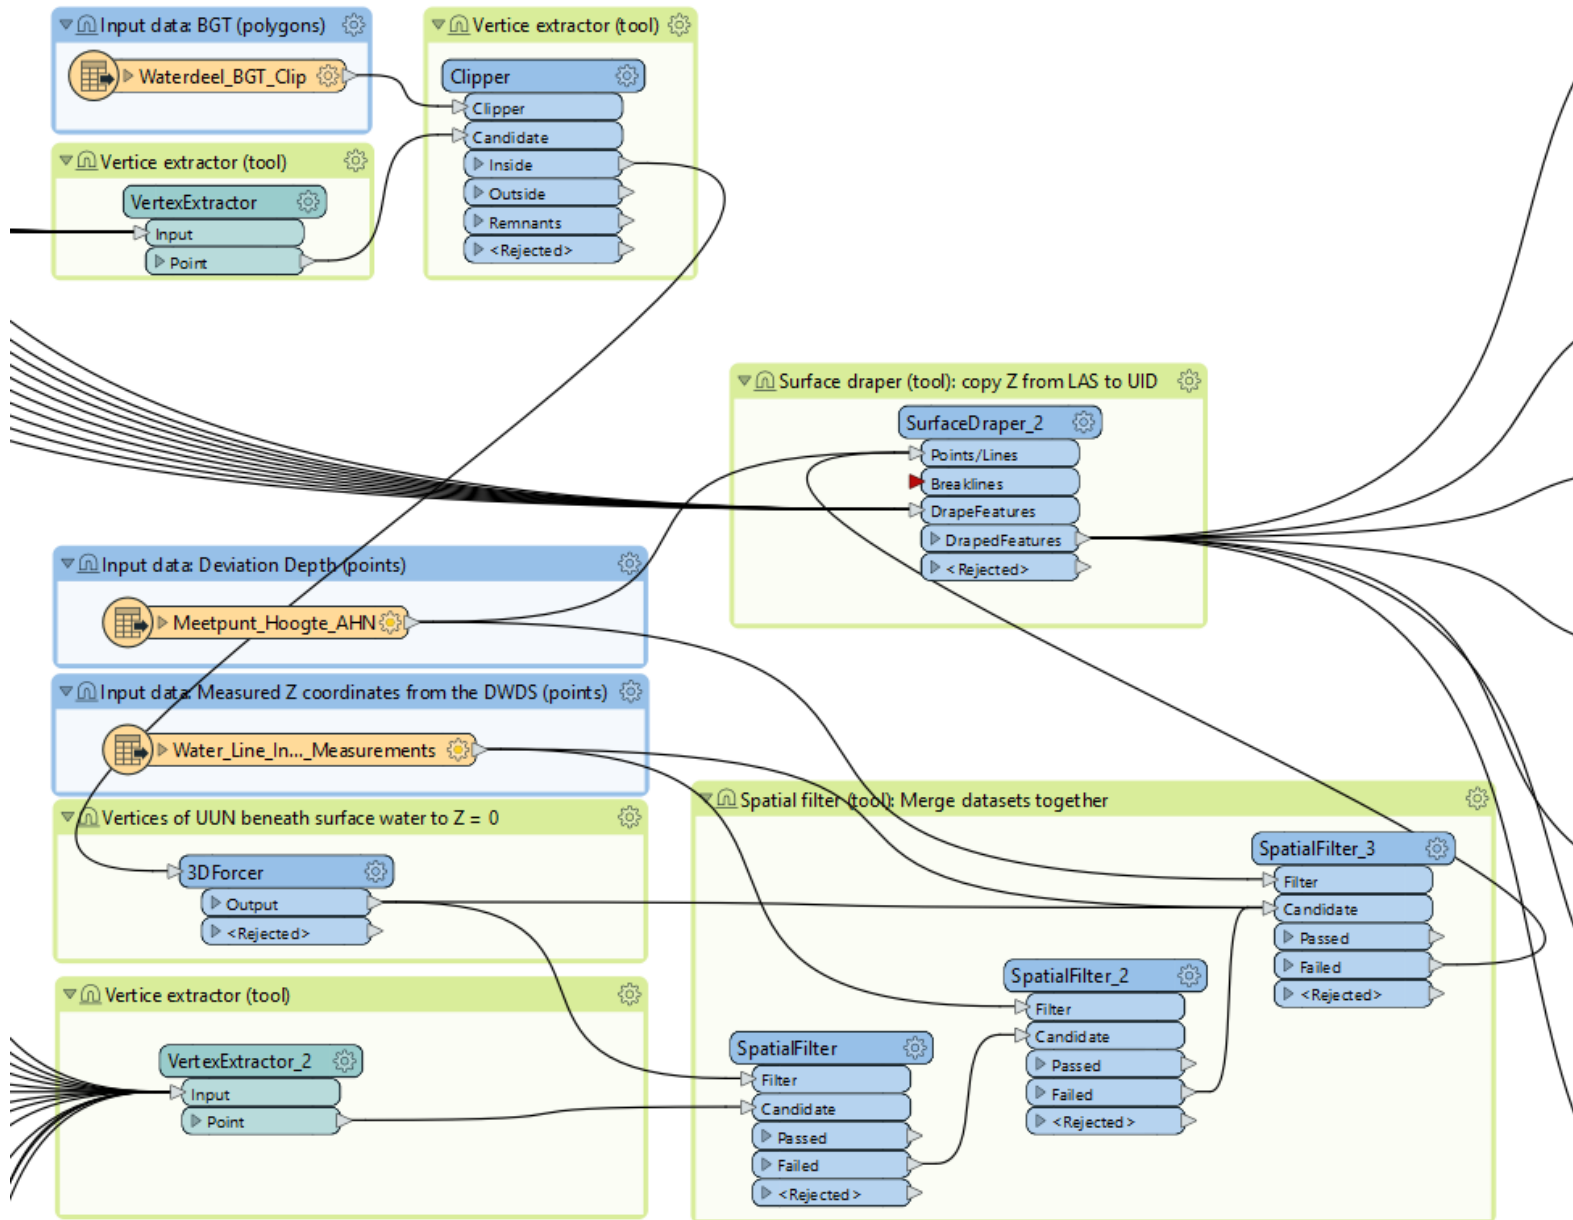 Input data: BGT (polygons)
Waterdeel_BGT_Clip
Vertice extractor (tool)
VertexExtractor
Input
Point
Vertice extractor (tool)
Clipper
Clipper
Candidate
Inside
Outside
Remnants
<Rejected>
Surface draper (tool): copy Z from LAS to UID
SurfaceDraper_2
Points/Lines
Breaklines
DrapeFeatures
DrapedFeatures
<Rejected>
Input data: Deviation Depth (points)
Meetpunt_Hoogte_AHN
Input data: Measured Z coordinates from the DWDS (points)
Water_Line_In..._Measurements
Vertices of UUN beneath surface water to Z = 0
3DForcer
Output
<Rejected>
Vertice extractor (tool)
VertexExtractor_2
Input
Point
Spatial filter (tool): Merge datasets together
SpatialFilter
Filter
Candidate
Passed
Failed
<Rejected>
SpatialFilter_2
Filter
Candidate
Passed
Failed
<Rejected>
SpatialFilter_3
Filter
Candidate
Passed
Failed
<Rejected>